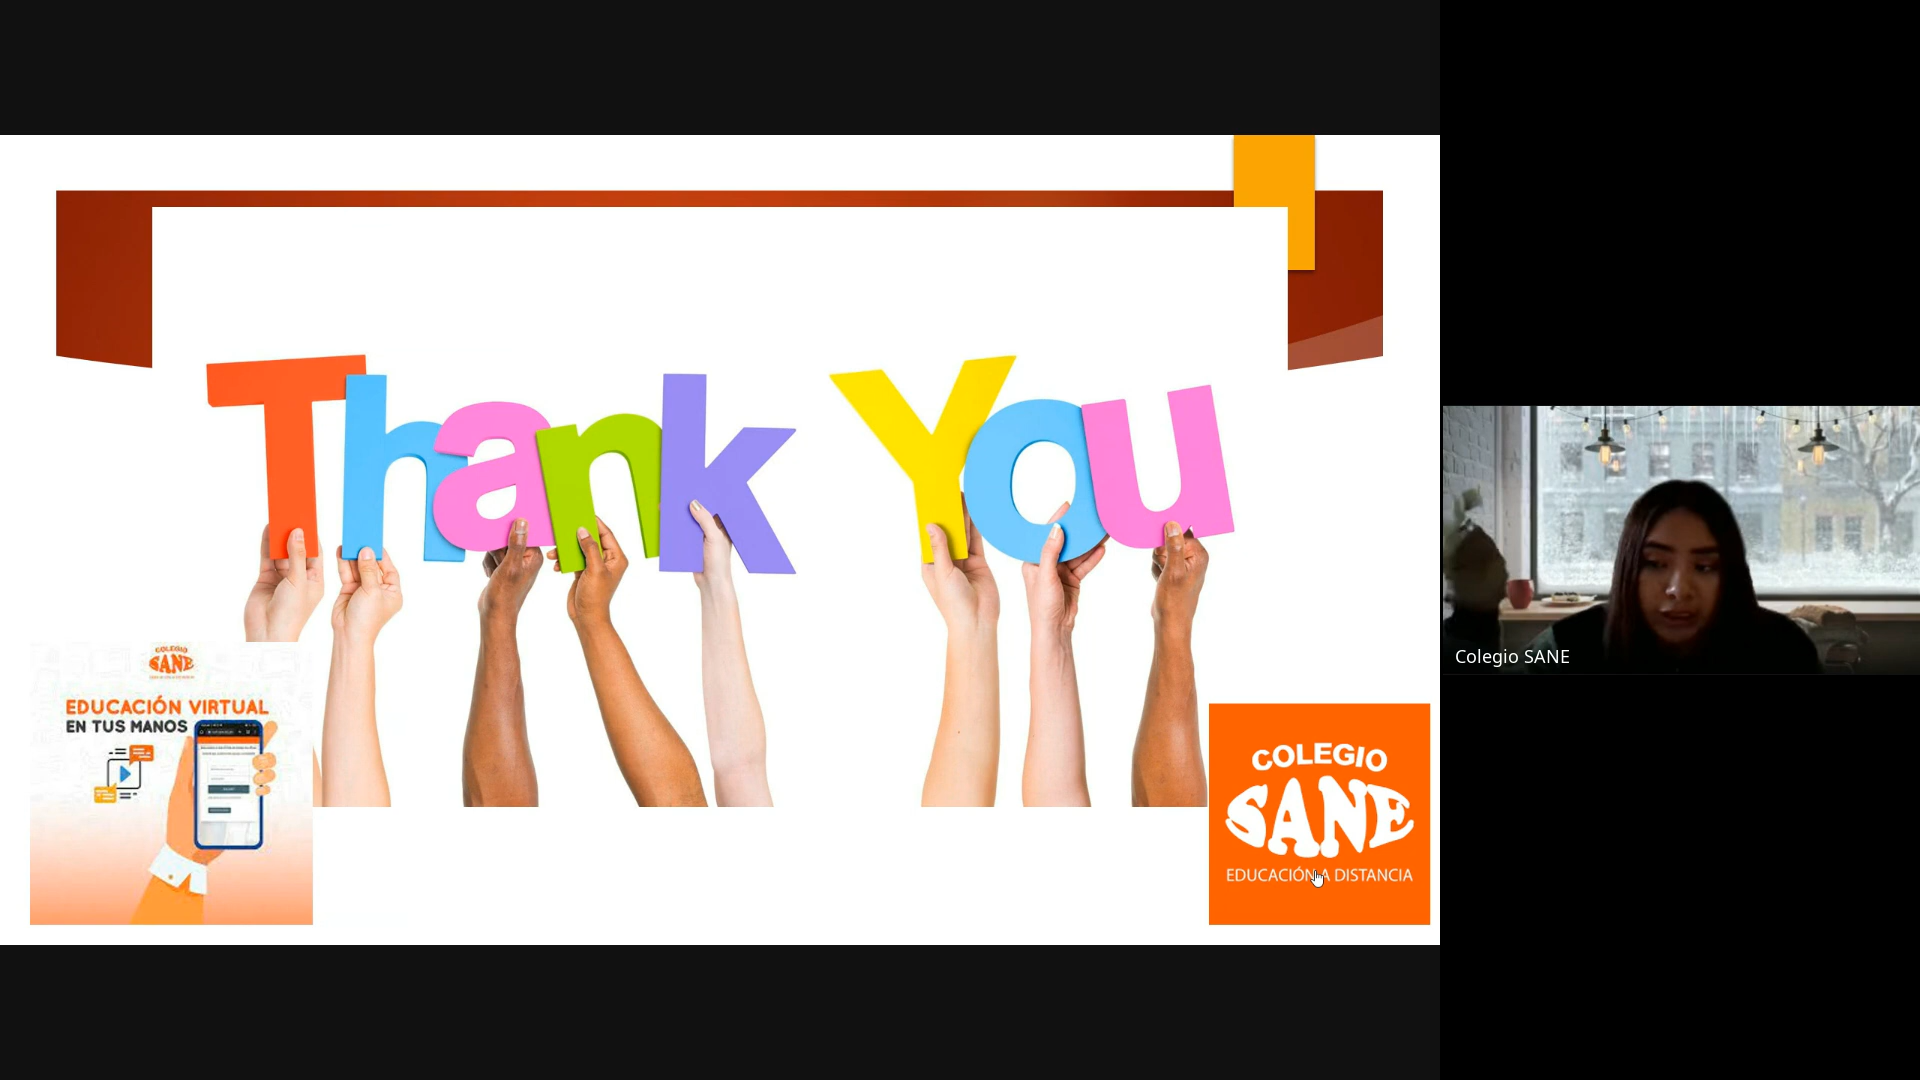 Thank You
COLEGIO
SANE
EDUCACIÓN VIRTUAL
EN TUS MANOS
COLEGIO
SANE
EDUCACIÓN A DISTANCIA
Colegio SANE